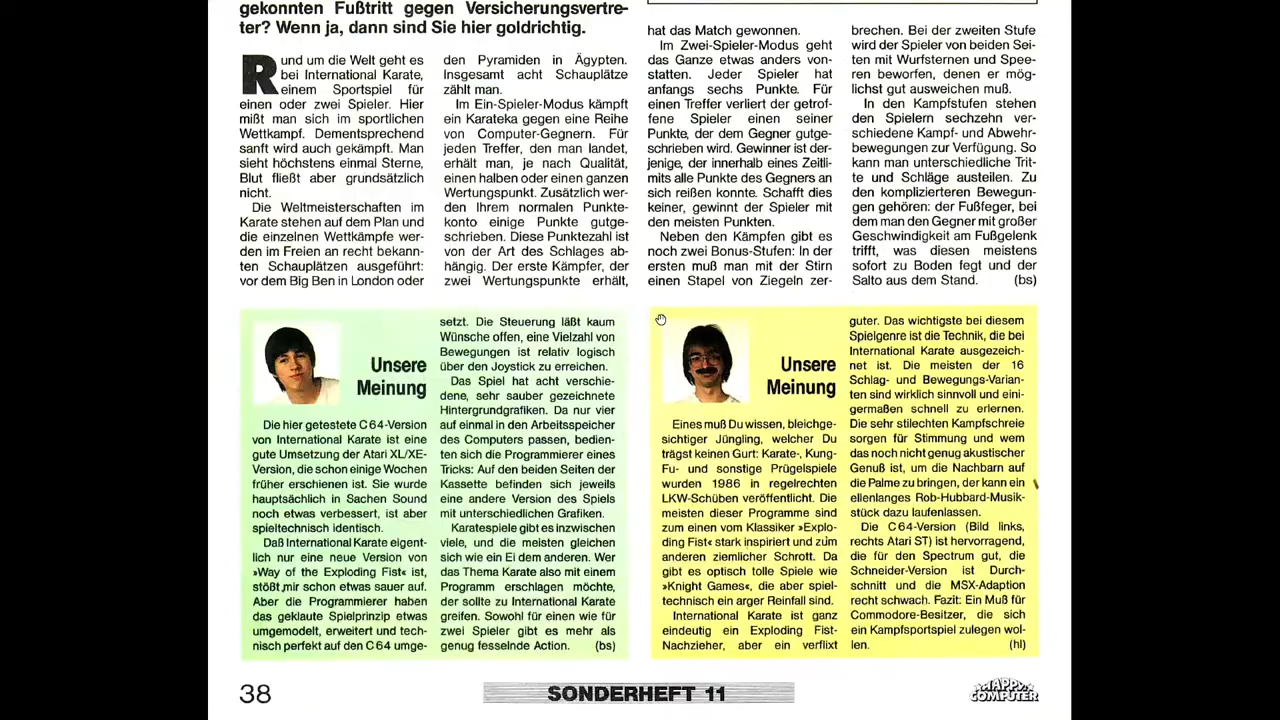 gekonnten Fußtritt gegen Versicherungsvertre-
ter? Wenn ja, dann sind Sie hier goldrichtig.
Rund um die Welt geht es
bei International Karate,
einem Sportspiel für
einen oder zwei Spieler. Hier
mißt man sich im sportlichen
Wettkampf. Dementsprechend
sanft wird auch gekämpft. Man
sieht höchstens einmal Sterne,
Blut fließt aber grundsätzlich
nicht.
Die Weltmeisterschaften im
Karate stehen auf dem Plan und
die einzelnen Wettkämpfe wer-
den im Freien an recht bekann-
ten Schauplätzen ausgeführt:
vor dem Big Ben in London oder
den Pyramiden in Ägypten.
Insgesamt acht Schauplätze
zählt man.
Im Ein-Spieler-Modus kämpft
ein Karateka gegen eine Reihe
von Computer-Gegnern. Für
jeden Treffer, den man landet,
erhält man, je nach Qualität,
einen halben oder einen ganzen
Wertungspunkt. Zusätzlich wer-
den Ihrem normalen Punkte-
konto einige Punkte gutge-
schrieben. Diese Punktezahl ist
von der Art des Schlages ab-
hängig. Der erste Kämpfer, der
zwei Wertungspunkte erhält,
hat das Match gewonnen.
Im Zwei-Spieler-Modus geht
das Ganze etwas anders von-
statten. Jeder Spieler hat
anfangs sechs Punkte. Für
einen Treffer verliert der getrof-
fene Spieler einen seiner
Punkte, der dem Gegner gutge-
schrieben wird. Gewinner ist der-
jenige, der innerhalb eines Zeitli-
mits alle Punkte des Gegners an
sich reißen konnte. Schafft dies
keiner, gewinnt der Spieler mit
den meisten Punkten.
Neben den Kämpfen gibt es
noch zwei Bonus-Stufen: In der
ersten muß man mit der Stirn
einen Stapel von Ziegeln zer-
brechen. Bei der zweiten Stufe
wird der Spieler von beiden Sei-
ten mit Wurfsternen und Spee-
ren beworfen, denen er mög-
lichst gut ausweichen muß.
In den Kampfstufen stehen
den Spielern sechzehn ver-
schiedene Kampf- und Abwehr-
bewegungen zur Verfügung. So
kann man unterschiedliche Trit-
te und Schläge austeilen. Zu
den komplizierteren Bewegun-
gen gehören: der Fußfeger, bei
dem man den Gegner mit großer
Geschwindigkeit am Fußgelenk
trifft, was diesen meistens
sofort zu Boden fegt und der
Salto aus dem Stand. (bs)
Unsere
Meinung
Die hier getestete C64-Version
von International Karate ist eine
gute Umsetzung der Atari XL/XE-
Version, die schon einige Wochen
früher erschienen ist. Sie wurde
hauptsächlich in Sachen Sound
noch etwas verbessert, ist aber
spieltechnisch identisch.
Daß International Karate eigent-
lich nur eine neue Version von
»Way of the Exploding Fist« ist,
stößt mir schon etwas sauer auf.
Aber die Programmierer haben
das geklaute Spielprinzip etwas
umgemodelt, erweitert und tech-
nisch perfekt auf den C64 umge-
setzt. Die Steuerung läßt kaum
Wünsche offen, eine Vielzahl von
Bewegungen ist relativ logisch
über den Joystick zu erreichen.
Das Spiel hat acht verschie-
dene, sehr sauber gezeichnete
Hintergrundgrafiken. Da nur vier
auf einmal in den Arbeitsspeicher
des Computers passen, bedien-
ten sich die Programmierer eines
Tricks: Auf den beiden Seiten der
Kassette befinden sich jeweils
eine andere Version des Spiels
mit unterschiedlichen Grafiken.
Karatespiele gibt es inzwischen
viele, und die meisten gleichen
sich wie ein Ei dem anderen. Wer
das Thema Karate also mit einem
Programm erschlagen möchte,
der sollte zu International Karate
greifen. Sowohl für einen wie für
zwei Spieler gibt es mehr als
genug fesselnde Action. (bs)
Unsere
Meinung
Eines muß Du wissen, bleichge-
sichtiger Jüngling, welcher Du
trägst keinen Gurt: Karate-, Kung-
Fu- und sonstige Prügelspiele
wurden 1986 in regelrechten
LKW-Schüben veröffentlicht. Die
meisten dieser Programme sind
zum einen vom Klassiker »Explo-
ding Fist« stark inspiriert und zum
anderen ziemlicher Schrott. Da
gibt es optisch tolle Spiele wie
»Knight Games«, die aber spiel-
technisch ein arger Reinfall sind.
International Karate ist ganz
eindeutig ein Exploding Fist-
Nachzieher, aber ein verflixt
guter. Das wichtigste bei diesem
Spielgenre ist die Technik, die bei
International Karate ausgezeich-
net ist. Die meisten der 16
Schlag- und Bewegungs-Varian-
ten sind wirklich sinnvoll und eini-
germaßen schnell zu erlernen.
Die sehr stilechten Kampfschreie
sorgen für Stimmung und wem
das noch nicht genug akustischer
Genuß ist, um die Nachbarn auf
die Palme zu bringen, der kann ein
ellenlanges Rob-Hubbard-Musik-
stück dazu laufenlassen.
Die C64-Version (Bild links,
rechts Atari ST) ist hervorragend,
die für den Spectrum gut, die
Schneider-Version ist Durch-
schnitt und die MSX-Adaption
recht schwach. Fazit: Ein Muß für
Commodore-Besitzer, die sich
ein Kampfsportspiel zulegen wol-
len. (hl)
38
SONDERHEFT 11
HAPPY
COMPUTER